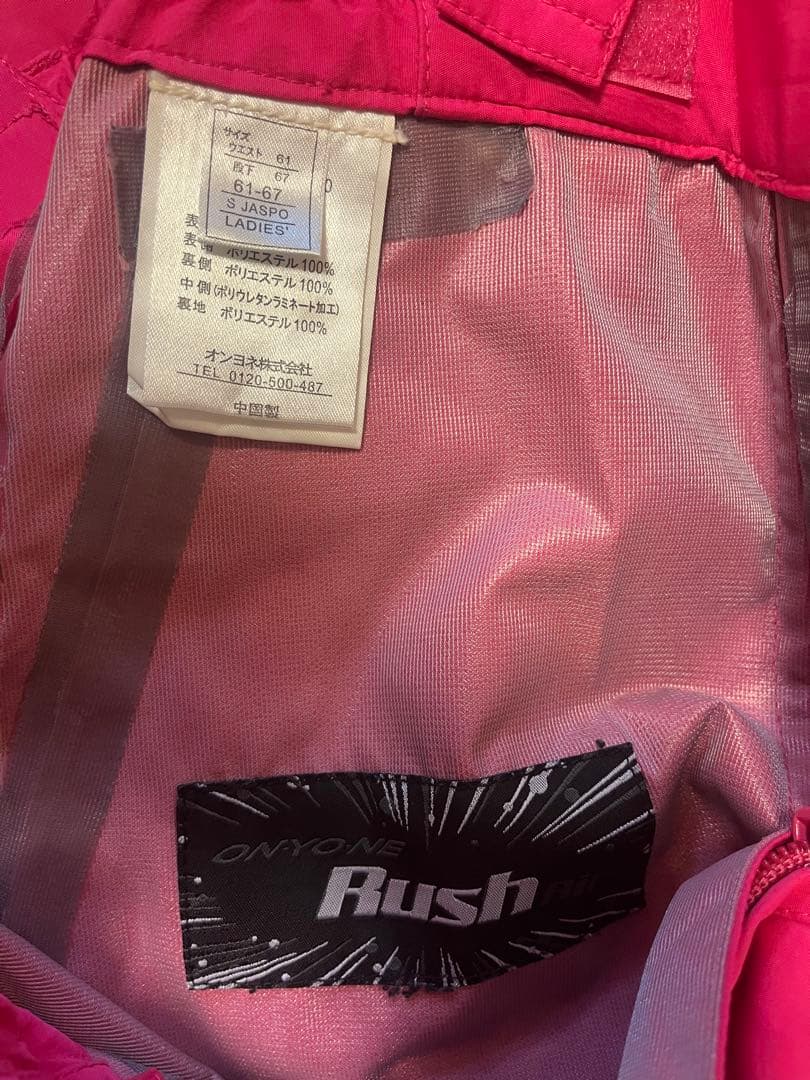 サイズ
ウエスト 61
股下 67
61-67
S JASPO
LADIES'
0
表
表 ポリエステル100%
裏側 ポリエステル100%
中側(ポリウレタンラミネート加工)
裏地 ポリエステル100%
オンヨネ株式会社
TEL 0120-500-487
中国製
ON·YO·NE
Rush Air